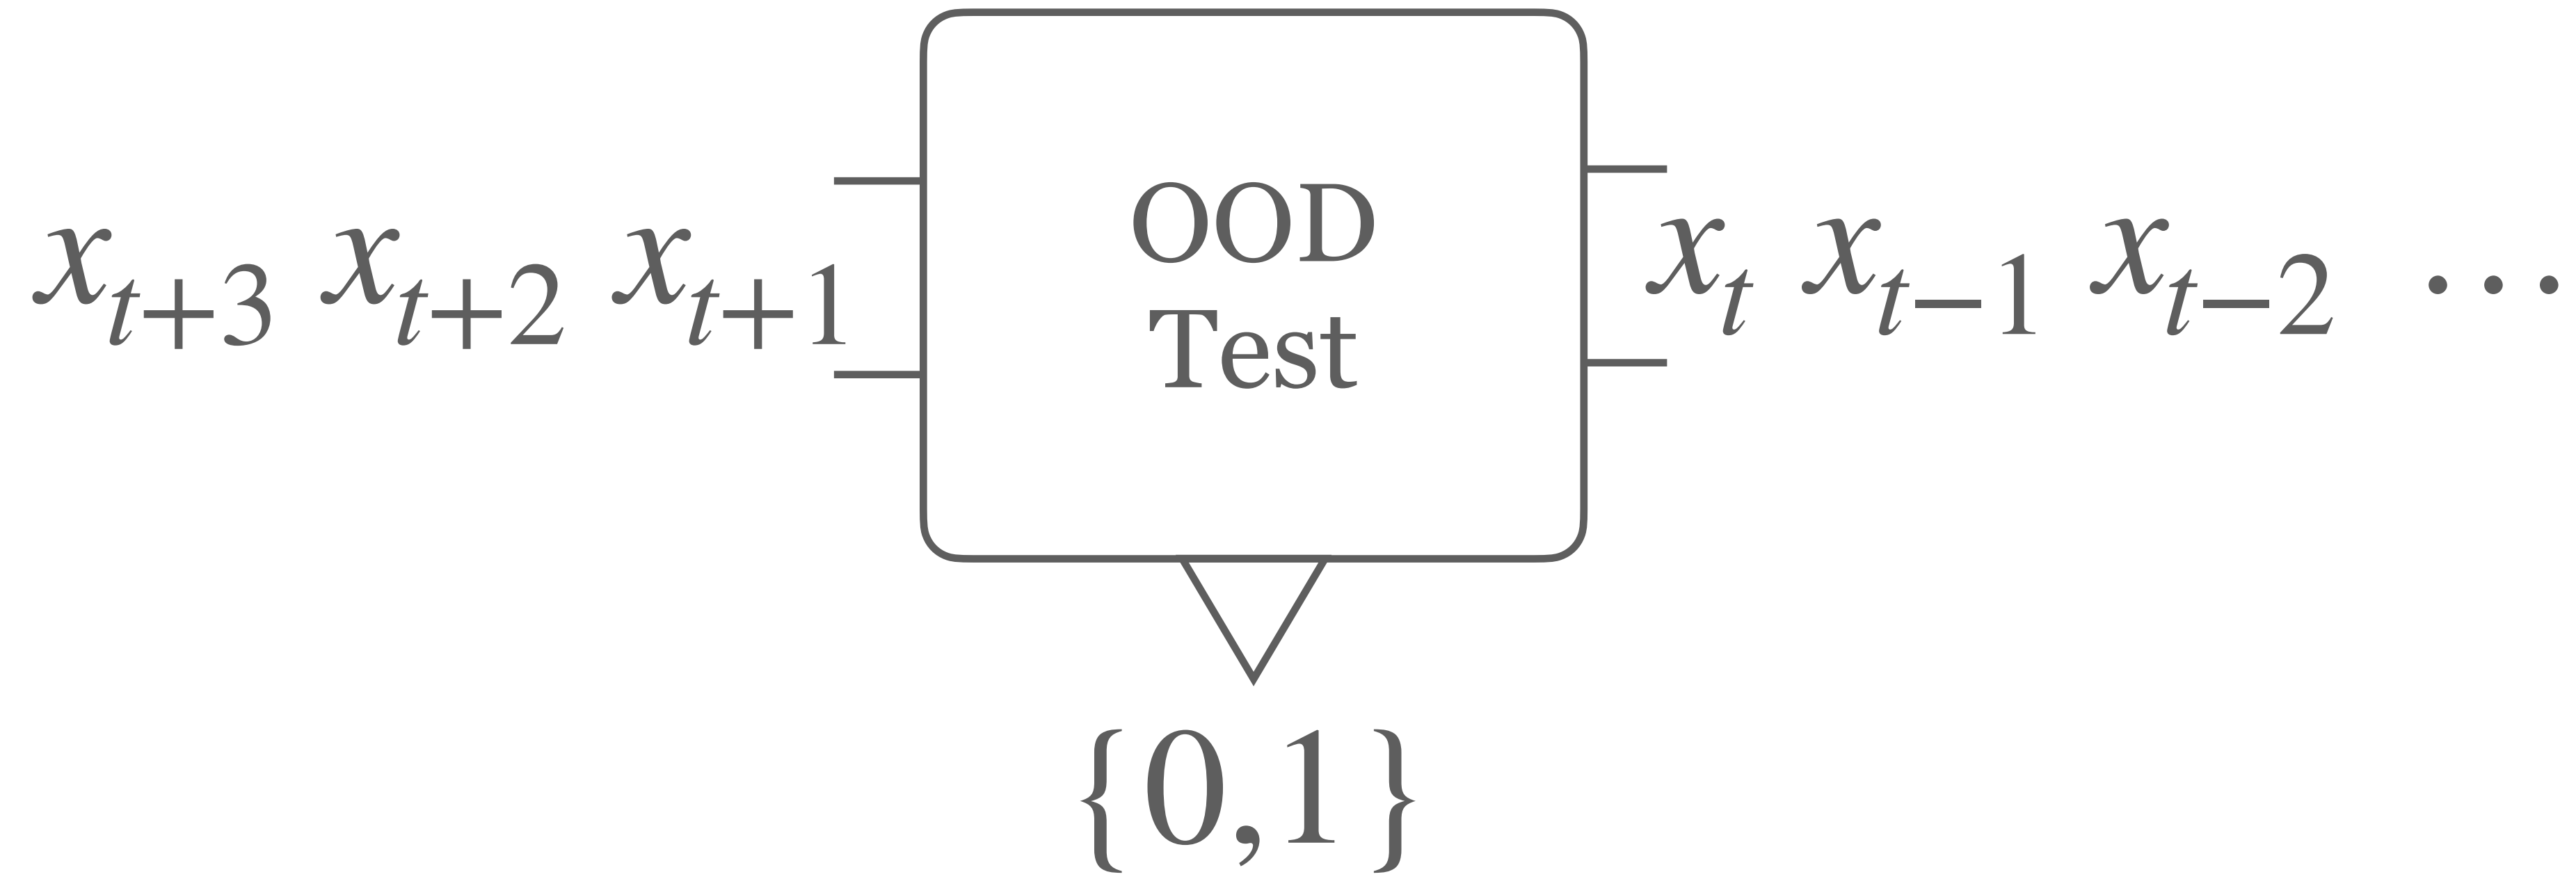 x_{t+3} x_{t+2} x_{t+1}
OOD
Test
x_t x_{t−1} x_{t−2} ⋯
{0,1}